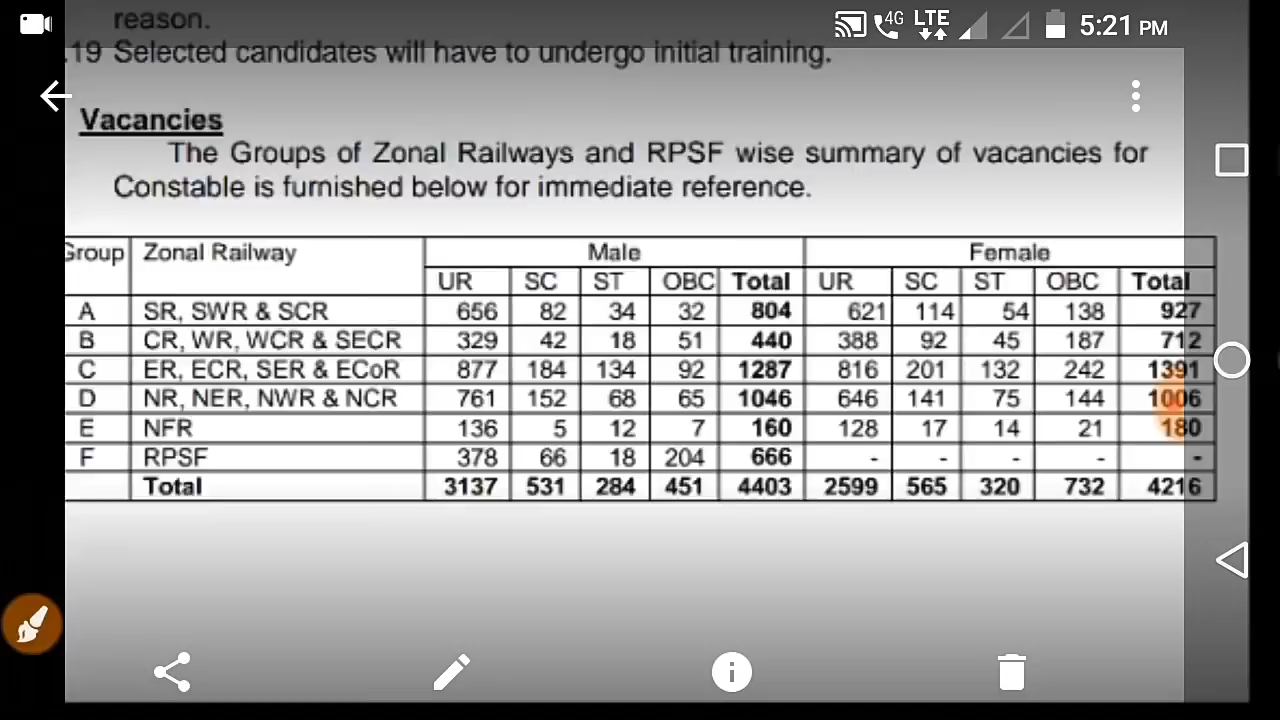 reason.
4G LTE 5:21 PM
.19 Selected candidates will have to undergo initial training.
Vacancies
The Groups of Zonal Railways and RPSF wise summary of vacancies for
Constable is furnished below for immediate reference.
Group Zonal Railway Male Female
UR SC ST OBC Total UR SC ST OBC Total
A SR, SWR & SCR 656 82 34 32 804 621 114 54 138 927
B CR, WR, WCR & SECR 329 42 18 51 440 388 92 45 187 712
C ER, ECR, SER & ECoR 877 184 134 92 1287 816 201 132 242 1391
D NR, NER, NWR & NCR 761 152 68 65 1046 646 141 75 144 1006
E NFR 136 5 12 7 160 128 17 14 21 180
F RPSF 378 66 18 204 666 - - - - -
Total 3137 531 284 451 4403 2599 565 320 732 4216